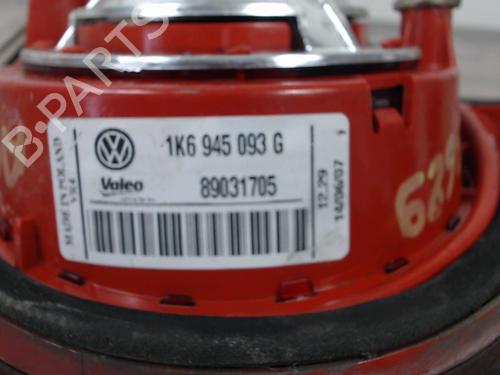 B-PARTS
1K6 945 093 G
Valeo
89031705
MADE IN POLAND
12.29
14/06/07
629